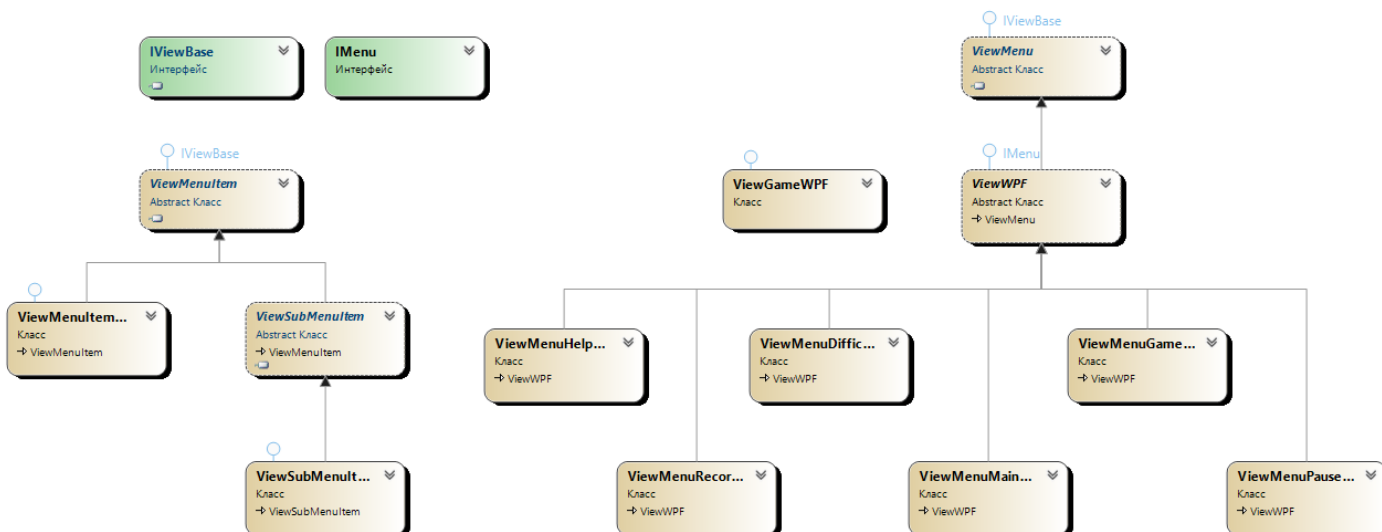 IViewBase
IViewBase
Интерфейс
IMenu
Интерфейс
ViewMenu
Abstract Класс
IViewBase
ViewMenuItem
Abstract Класс
ViewGameWPF
Класс
IMenu
ViewWPF
Abstract Класс
ViewMenu
ViewMenuItem...
Класс
ViewMenuItem
ViewSubMenuItem
Abstract Класс
ViewMenuItem
ViewMenuHelp...
Класс
ViewWPF
ViewMenuDiffic...
Класс
ViewWPF
ViewMenuGame...
Класс
ViewWPF
ViewSubMenuIt...
Класс
ViewSubMenuItem
ViewMenuRecor...
Класс
ViewWPF
ViewMenuMain...
Класс
ViewWPF
ViewMenuPause...
Класс
ViewWPF